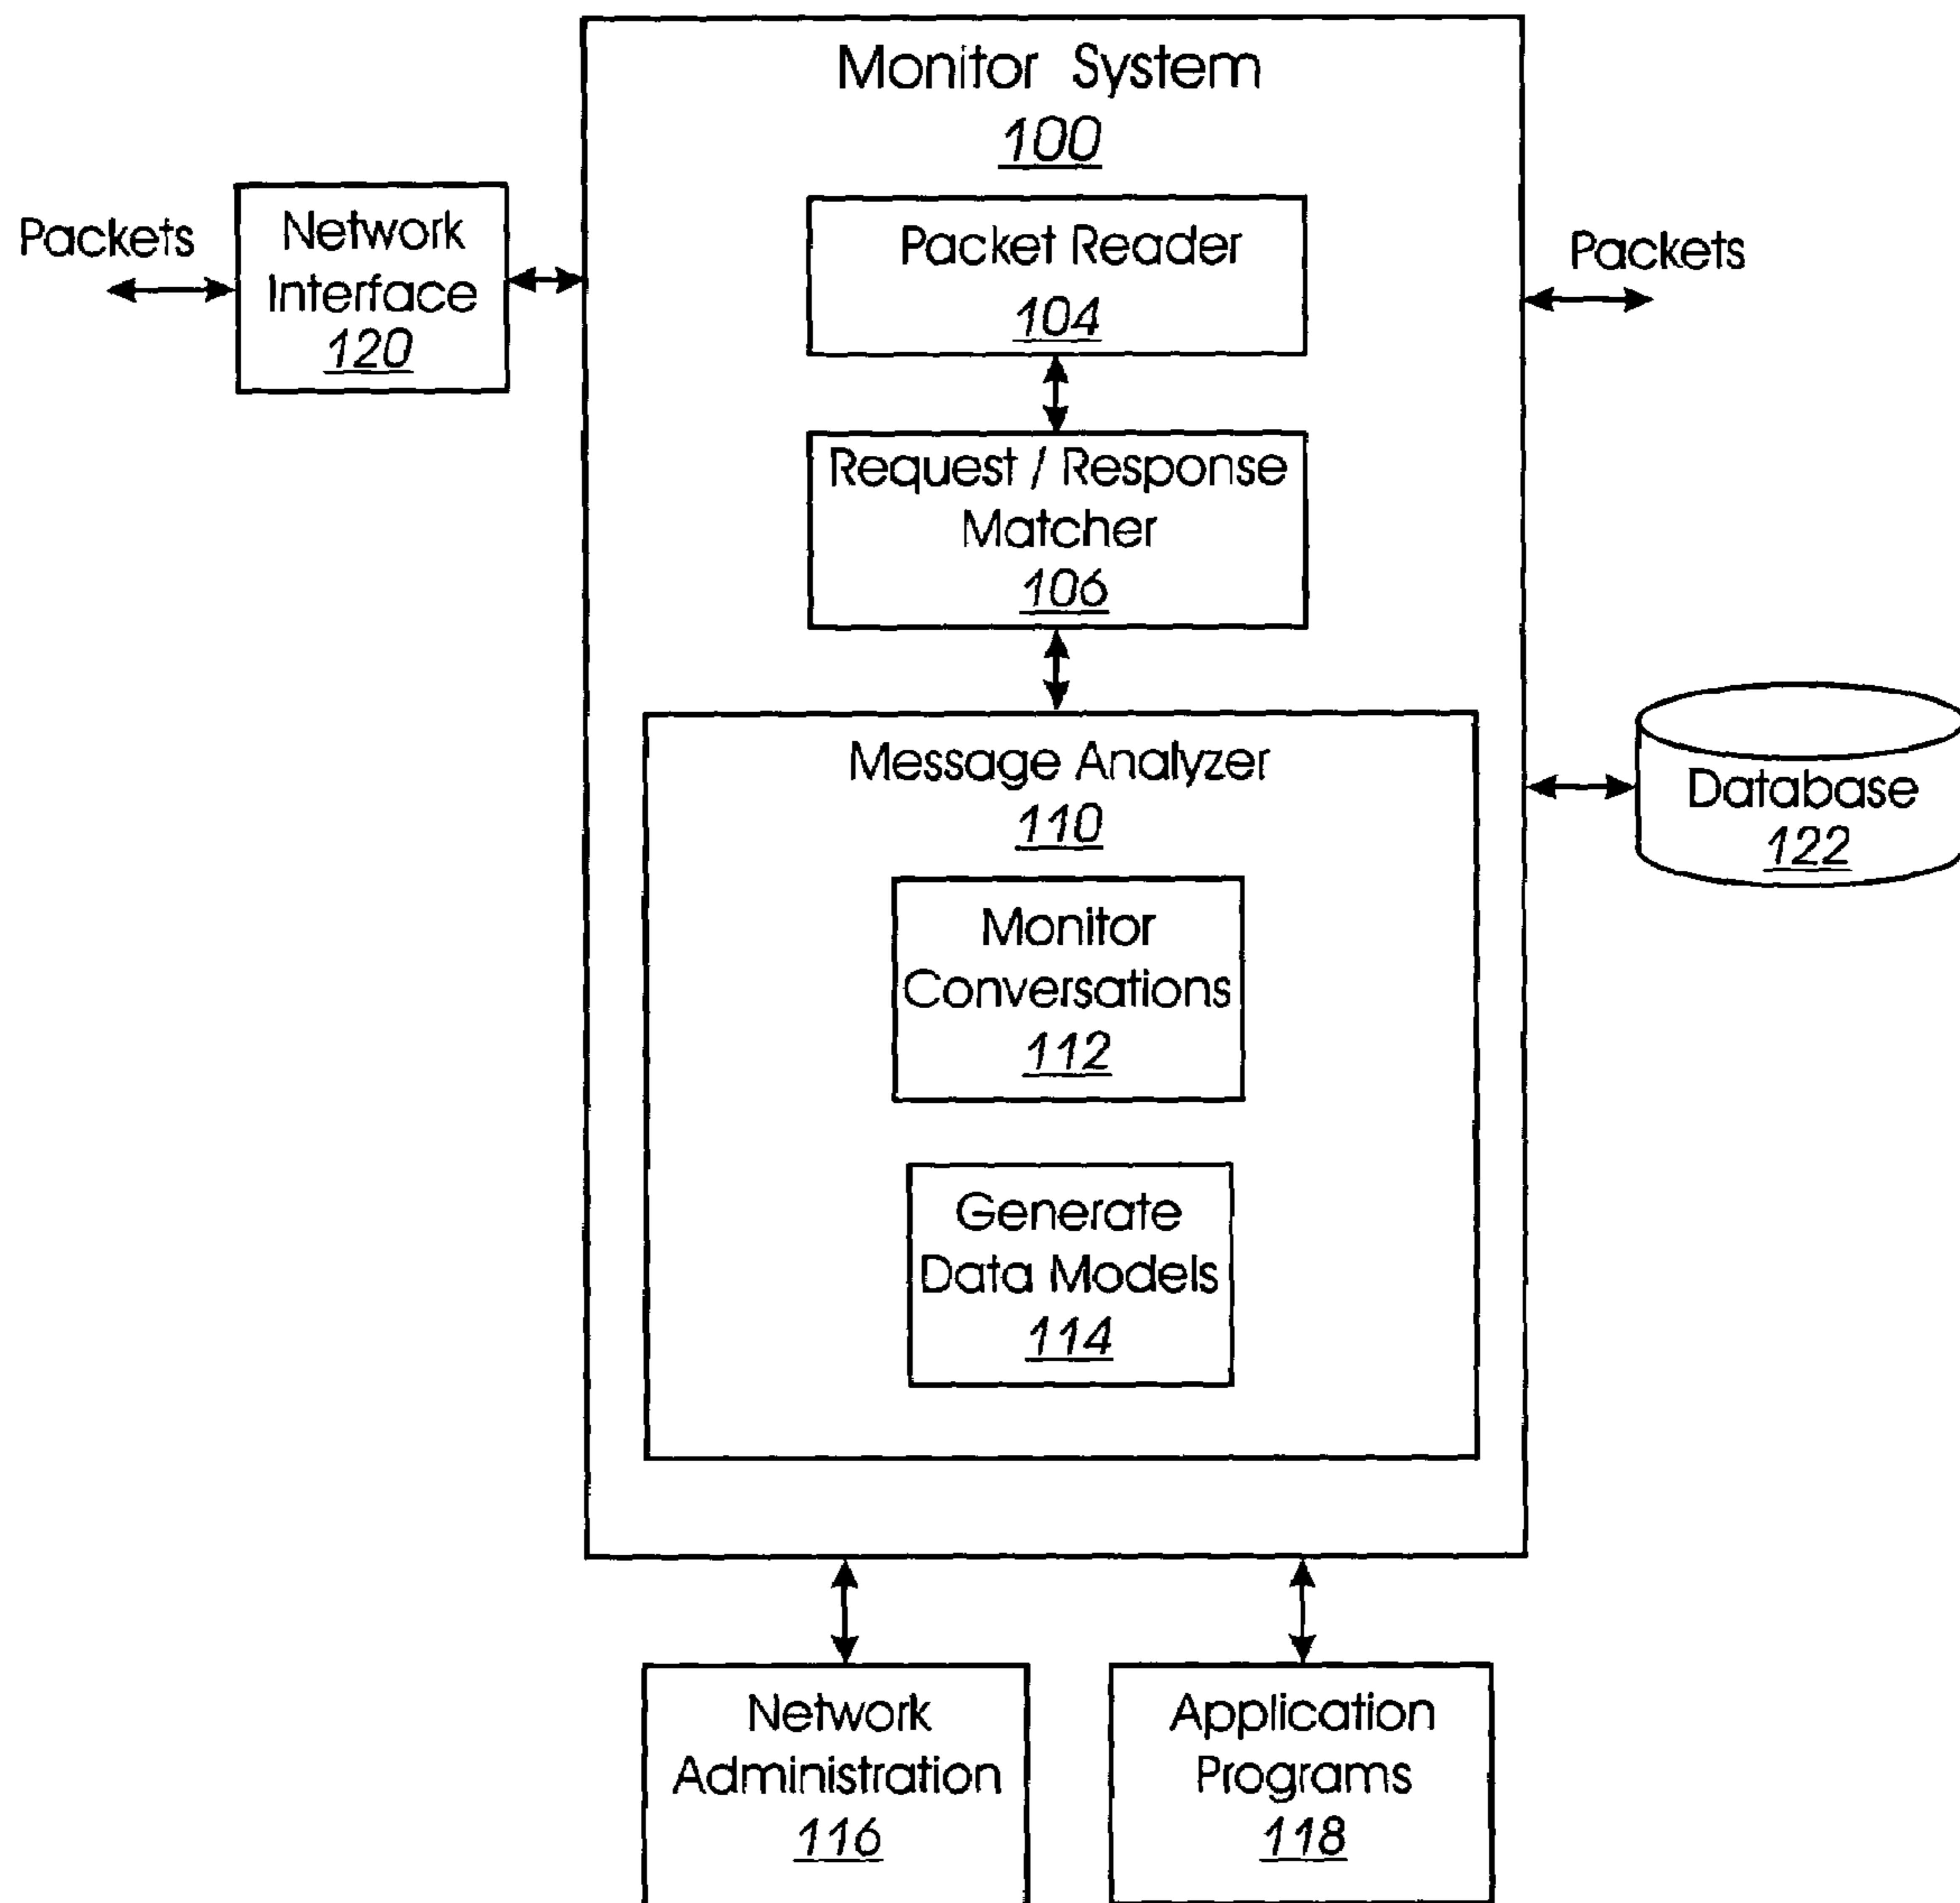 Monitor System
100
Packets
Network
Interface
120
Packet Reader
104
Packets
Request / Response
Matcher
106
Message Analyzer
110
Database
122
Monitor
Conversations
112
Generate
Data Models
114
Network
Administration
116
Application
Programs
118